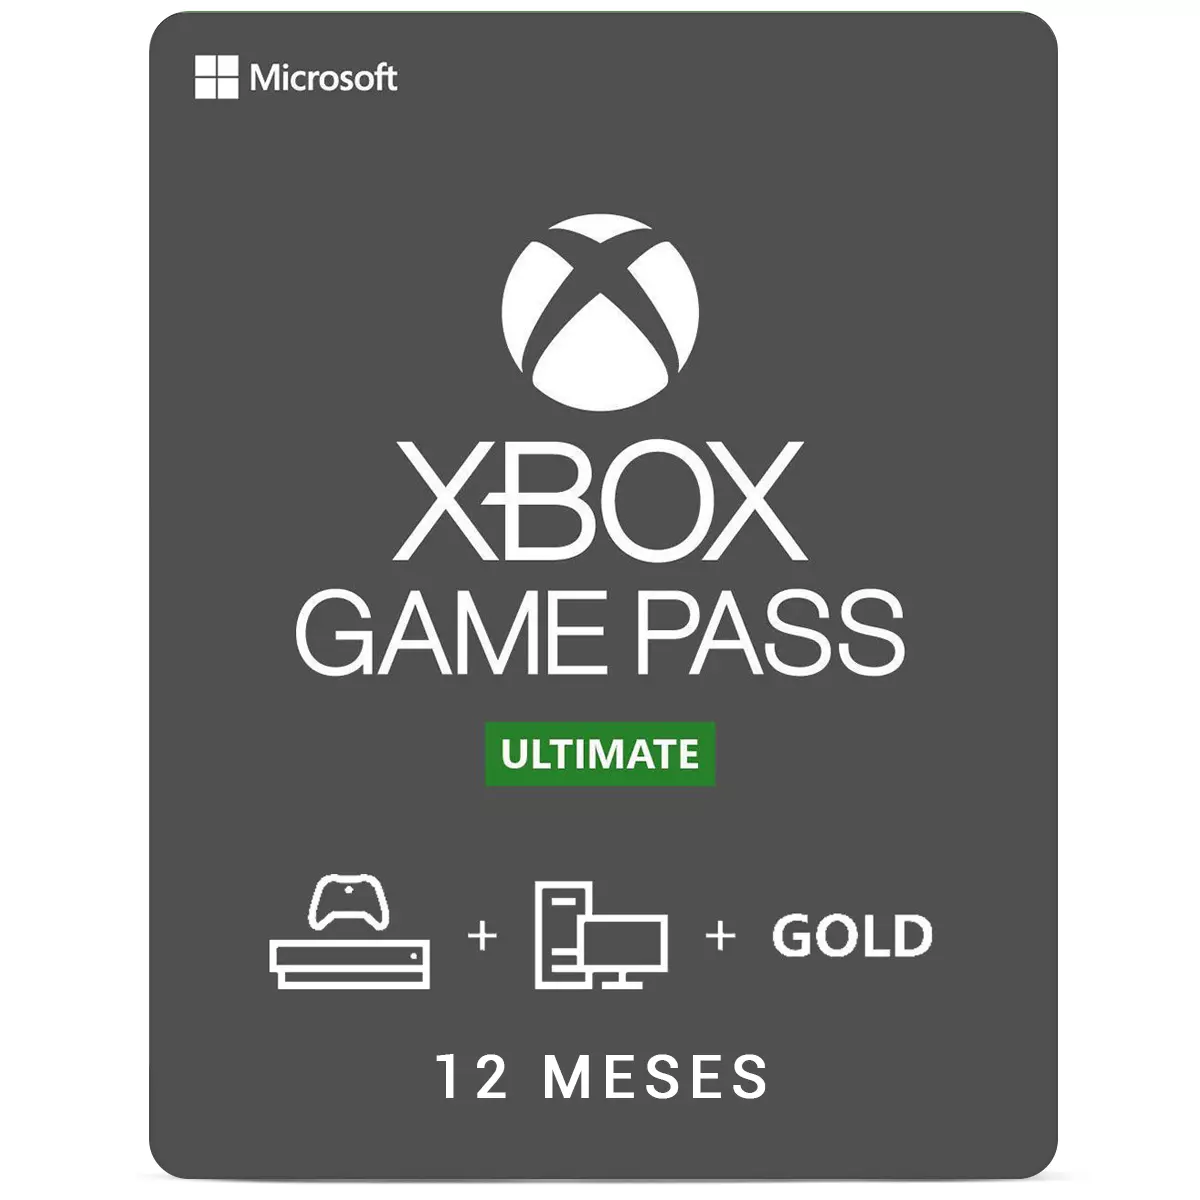 Microsoft
XBOX
GAME PASS
ULTIMATE
+ + GOLD
12 MESES